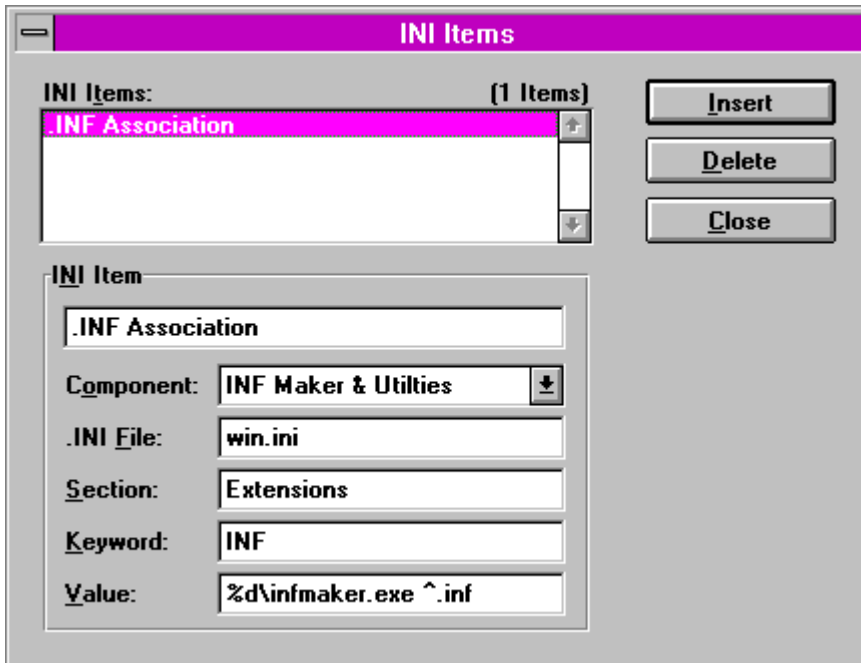 INI Items
INI Items: (1 Items)
.INF Association
Insert
Delete
Close
INI Item
.INF Association
Component: INF Maker & Utilties
.INI File: win.ini
Section: Extensions
Keyword: INF
Value: %d\infmaker.exe ^.inf